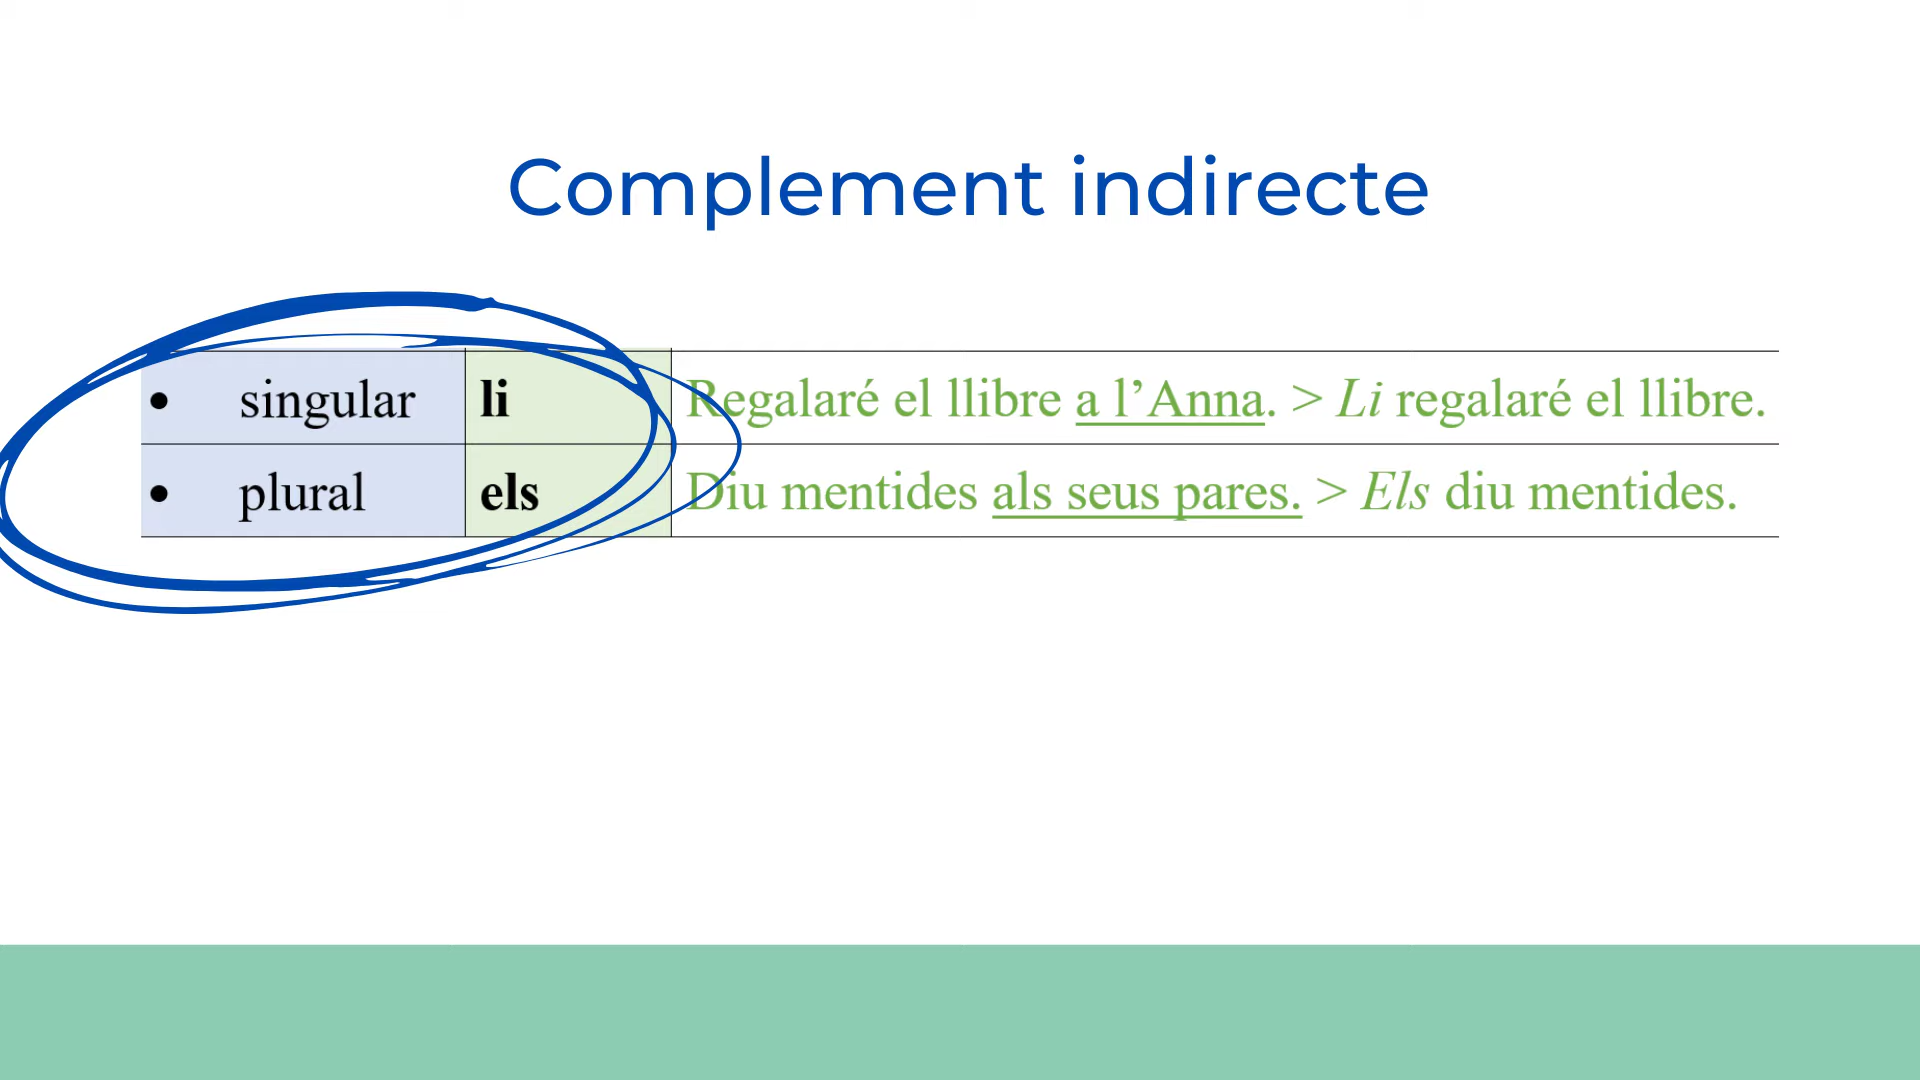 Complement indirecte
• singular li Regalaré el llibre a l’Anna. > Li regalaré el llibre.
• plural els Diu mentides als seus pares. > Els diu mentides.